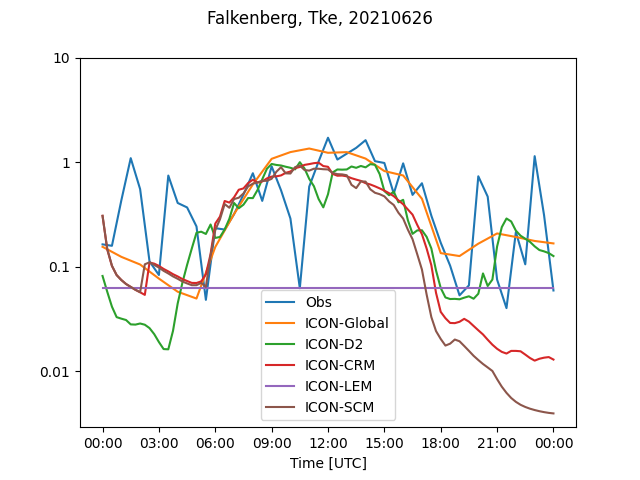 Falkenberg, Tke, 20210626
10
1
0.1
0.01
Obs
ICON-Global
ICON-D2
ICON-CRM
ICON-LEM
ICON-SCM
00:00 03:00 06:00 09:00 12:00 15:00 18:00 21:00 00:00
Time [UTC]